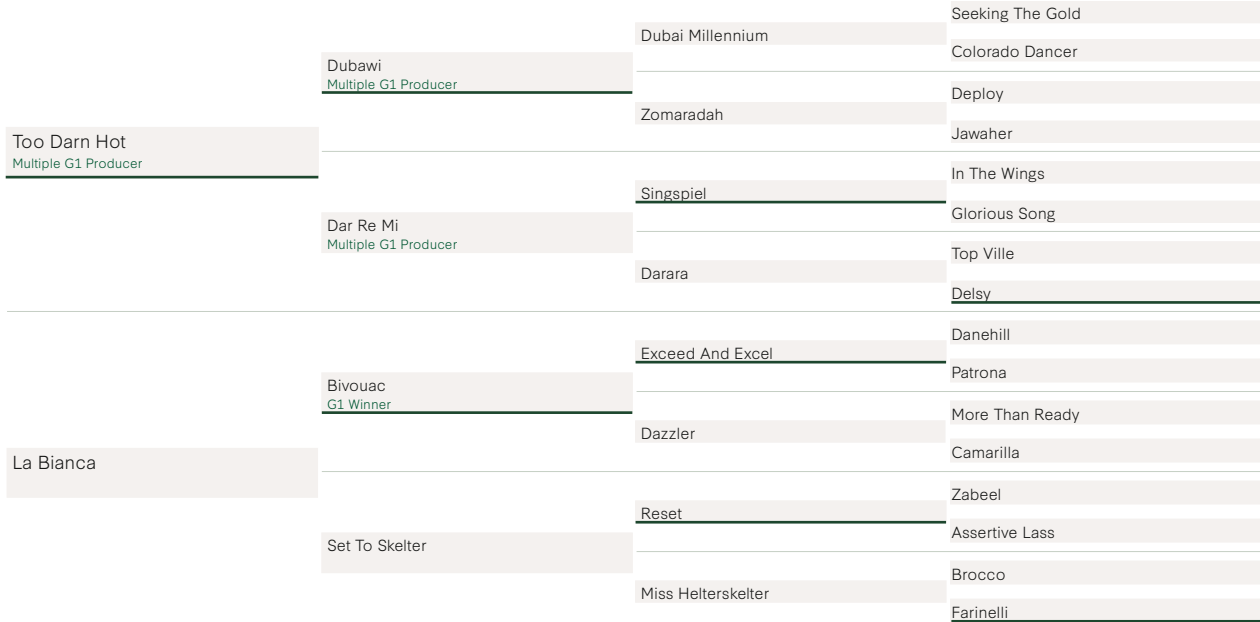 Too Darn Hot
Multiple G1 Producer
La Bianca
Dubawi
Multiple G1 Producer
Dar Re Mi
Multiple G1 Producer
Bivouac
G1 Winner
Set To Skelter
Dubai Millennium
Zomaradah
Singspiel
Darara
Exceed And Excel
Dazzler
Reset
Miss Helterskelter
Seeking The Gold
Colorado Dancer
Deploy
Jawaher
In The Wings
Glorious Song
Top Ville
Delsy
Danehill
Patrona
More Than Ready
Camarilla
Zabeel
Assertive Lass
Brocco
Farinelli